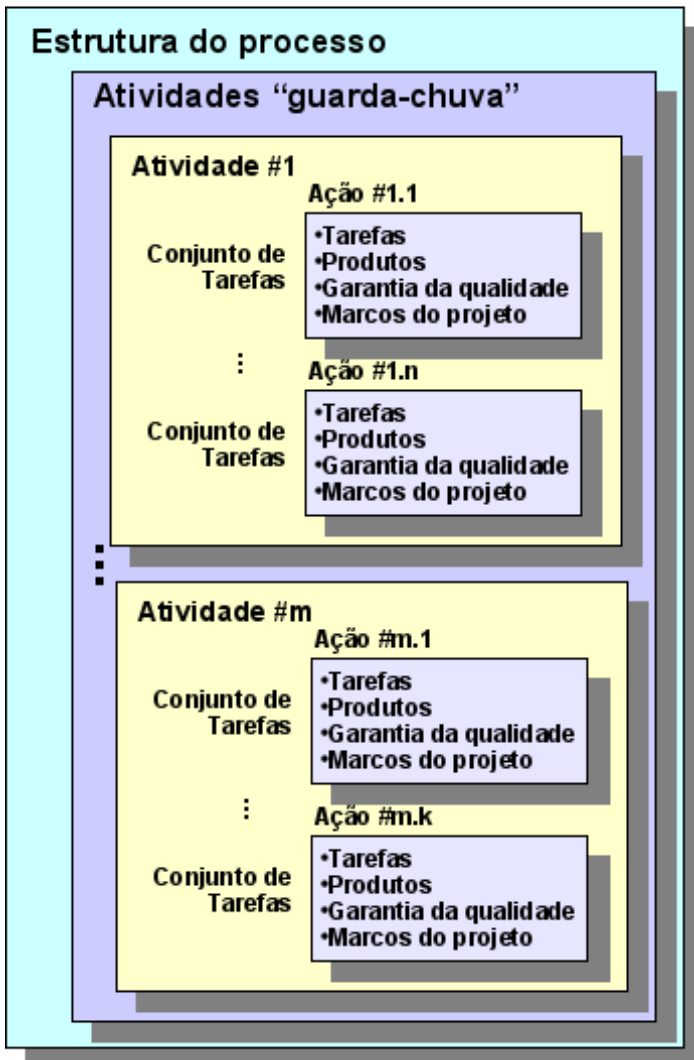 Estrutura do processo
Atividades “guarda-chuva”
Atividade #1
Ação #1.1
Conjunto de
Tarefas
•Tarefas
•Produtos
•Garantia da qualidade
•Marcos do projeto
...
Ação #1.n
Conjunto de
Tarefas
•Tarefas
•Produtos
•Garantia da qualidade
•Marcos do projeto
...
Atividade #m
Ação #m.1
Conjunto de
Tarefas
•Tarefas
•Produtos
•Garantia da qualidade
•Marcos do projeto
...
Ação #m.k
Conjunto de
Tarefas
•Tarefas
•Produtos
•Garantia da qualidade
•Marcos do projeto